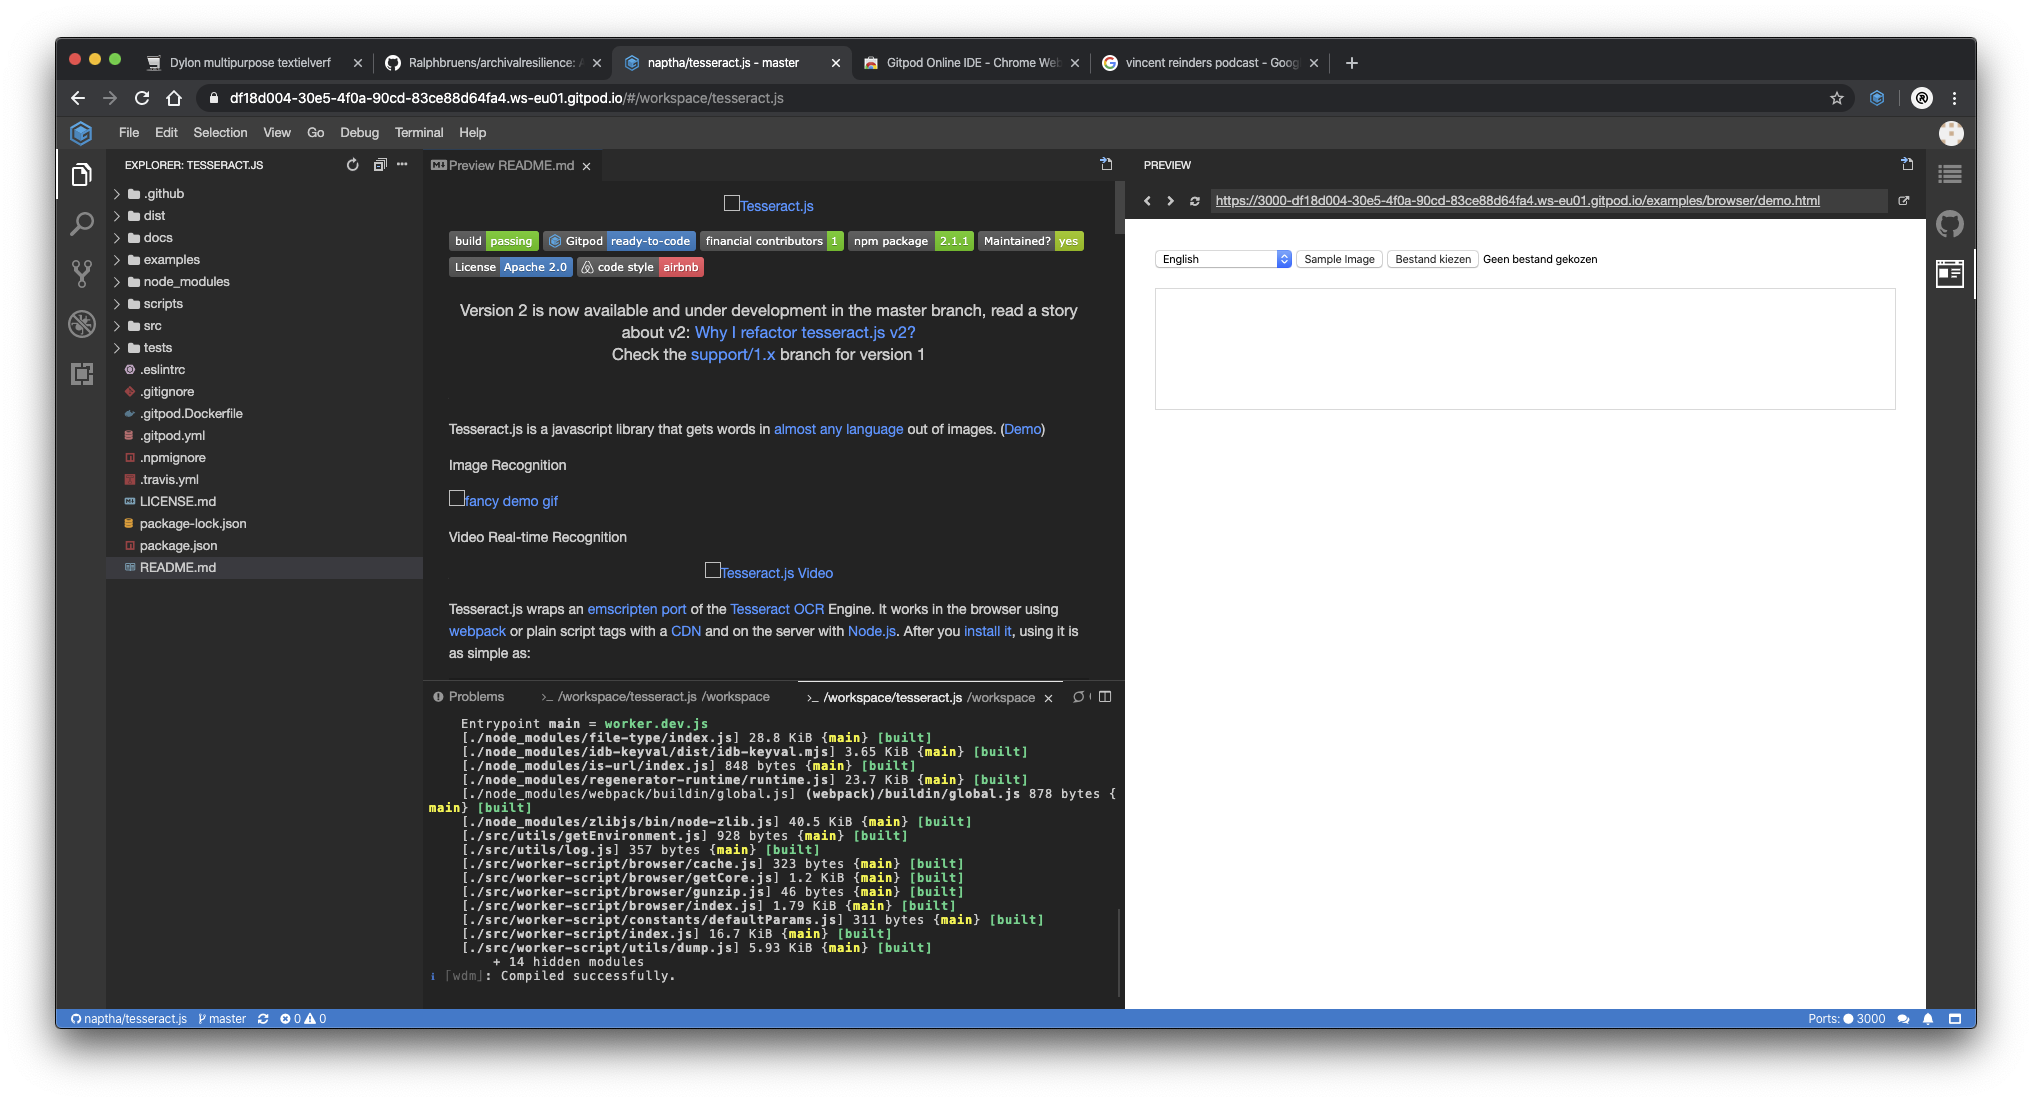 Dylon multipurpose textielverf
Ralphbruens/archivalresilience:
naptha/tesseract.js - master
Gitpod Online IDE - Chrome Web
vincent reinders podcast - Goog
df18d004-30e5-4f0a-90cd-83ce88d64fa4.ws-eu01.gitpod.io/#/workspace/tesseract.js
File Edit Selection View Go Debug Terminal Help
EXPLORER: TESSERACT.JS
.github
dist
docs
examples
node_modules
scripts
src
tests
.eslintrc
.gitignore
.gitpod.Dockerfile
.gitpod.yml
.npmignore
.travis.yml
LICENSE.md
package-lock.json
package.json
README.md
Preview README.md
Tesseract.js
build passing Gitpod ready-to-code financial contributors 1 npm package 2.1.1 Maintained? yes
License Apache 2.0 code style airbnb
Version 2 is now available and under development in the master branch, read a story
about v2: Why I refactor tesseract.js v2?
Check the support/1.x branch for version 1
Tesseract.js is a javascript library that gets words in almost any language out of images. (Demo)
Image Recognition
fancy demo gif
Video Real-time Recognition
Tesseract.js Video
Tesseract.js wraps an emscripten port of the Tesseract OCR Engine. It works in the browser using
webpack or plain script tags with a CDN and on the server with Node.js. After you install it, using it is
as simple as:
Problems >_ /workspace/tesseract.js /workspace >_ /workspace/tesseract.js /workspace
Entrypoint main = worker.dev.js
[./node_modules/file-type/index.js] 28.8 KiB {main} [built]
[./node_modules/idb-keyval/dist/idb-keyval.mjs] 3.65 KiB {main} [built]
[./node_modules/is-url/index.js] 848 bytes {main} [built]
[./node_modules/regenerator-runtime/runtime.js] 23.7 KiB {main} [built]
[./node_modules/webpack/buildin/global.js] (webpack)/buildin/global.js 878 bytes {
main} [built]
[./node_modules/zlibjs/bin/node-zlib.js] 40.5 KiB {main} [built]
[./src/utils/getEnvironment.js] 928 bytes {main} [built]
[./src/utils/log.js] 357 bytes {main} [built]
[./src/worker-script/browser/cache.js] 323 bytes {main} [built]
[./src/worker-script/browser/getCore.js] 1.2 KiB {main} [built]
[./src/worker-script/browser/gunzip.js] 46 bytes {main} [built]
[./src/worker-script/browser/index.js] 1.79 KiB {main} [built]
[./src/worker-script/constants/defaultParams.js] 311 bytes {main} [built]
[./src/worker-script/index.js] 16.7 KiB {main} [built]
[./src/worker-script/utils/dump.js] 5.93 KiB {main} [built]
+ 14 hidden modules
i ｢wdm｣: Compiled successfully.
PREVIEW
https://3000-df18d004-30e5-4f0a-90cd-83ce88d64fa4.ws-eu01.gitpod.io/examples/browser/demo.html
English Sample Image Bestand kiezen Geen bestand gekozen
naptha/tesseract.js master 0 0
Ports: 3000